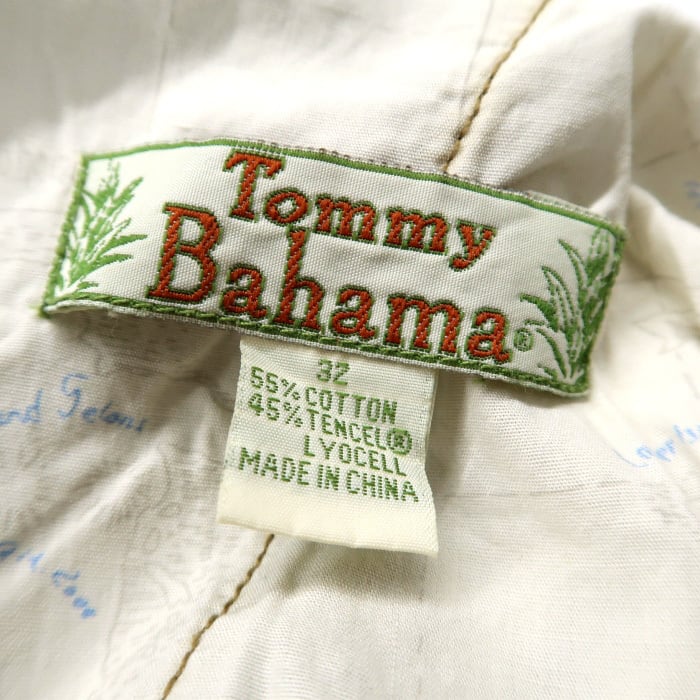 Tommy
Bahama®
32
55% COTTON
45% TENCEL®
LYOCELL
MADE IN CHINA